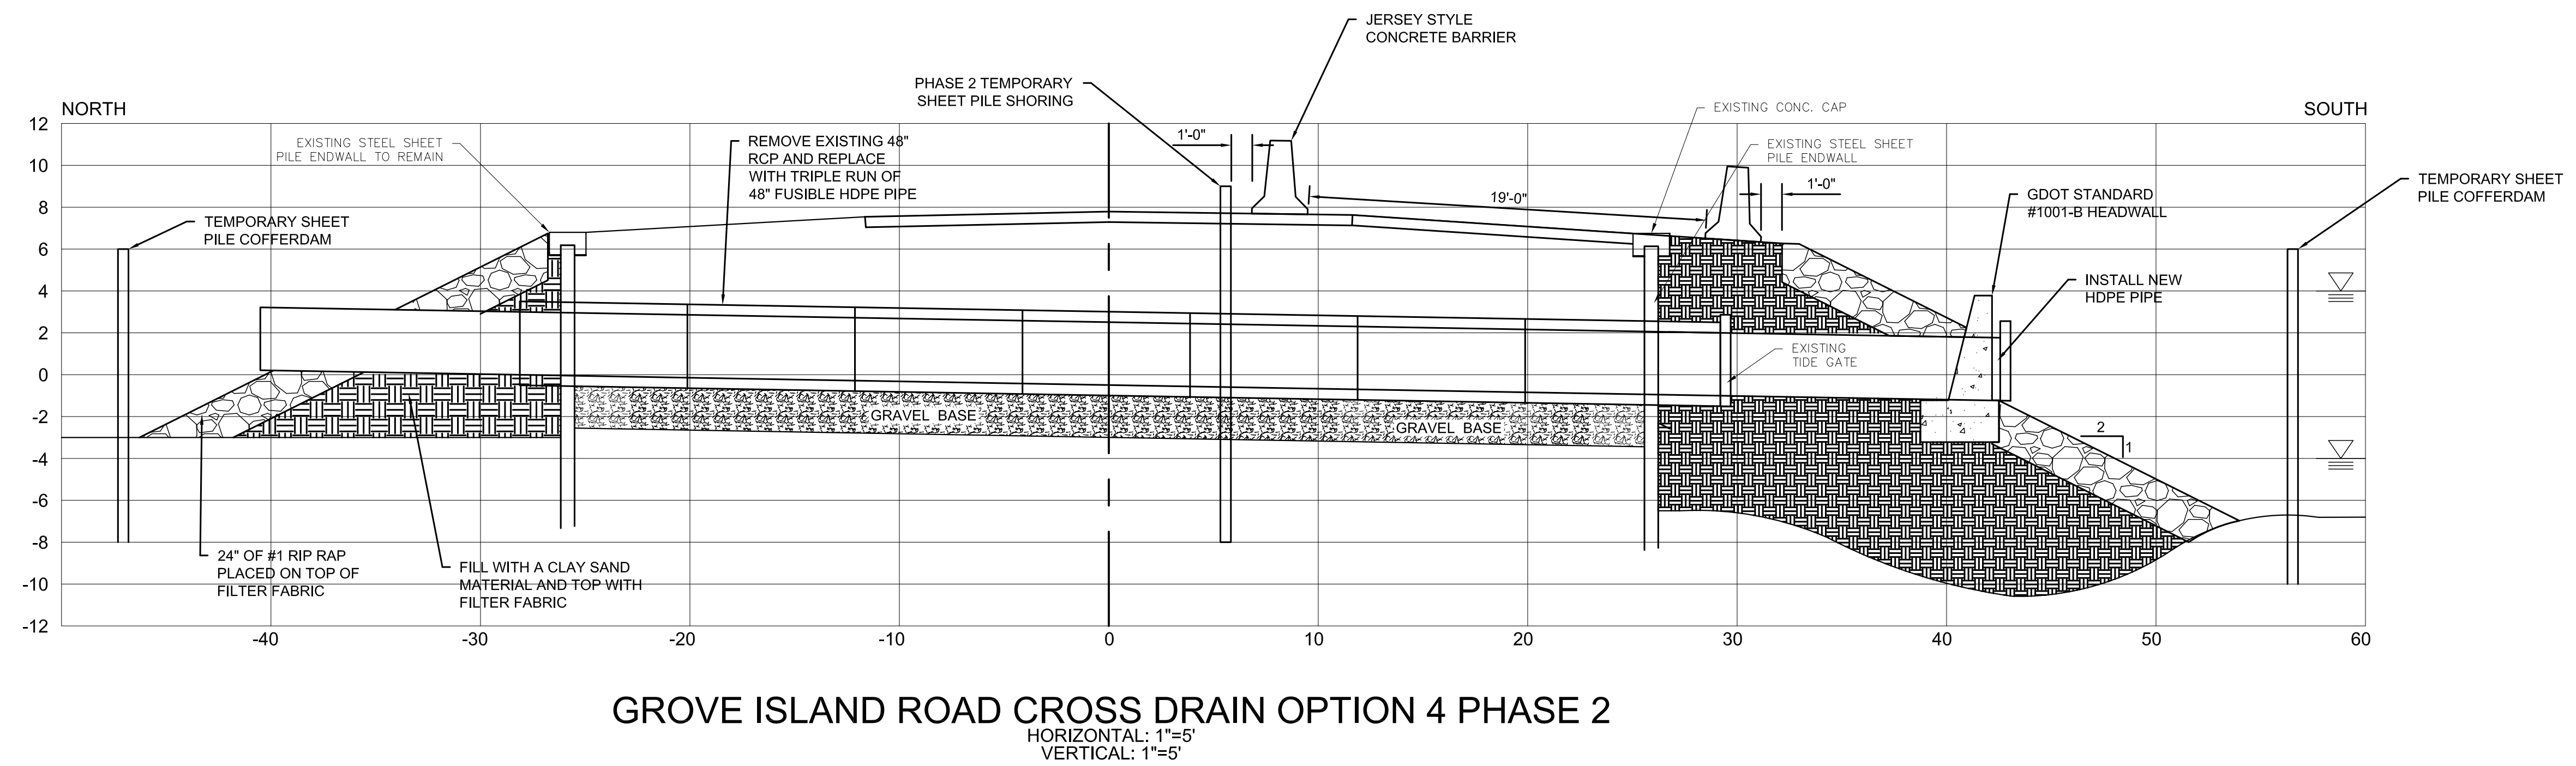 JERSEY STYLE
CONCRETE BARRIER
PHASE 2 TEMPORARY
SHEET PILE SHORING
NORTH
SOUTH
EXISTING CONC. CAP
EXISTING STEEL SHEET
PILE ENDWALL TO REMAIN
REMOVE EXISTING 48"
RCP AND REPLACE
WITH TRIPLE RUN OF
48" FUSIBLE HDPE PIPE
1'-0"
EXISTING STEEL SHEET
PILE ENDWALL
1'-0"
19'-0"
GDOT STANDARD
#1001-B HEADWALL
TEMPORARY SHEET
PILE COFFERDAM
TEMPORARY SHEET
PILE COFFERDAM
INSTALL NEW
HDPE PIPE
EXISTING
TIDE GATE
GRAVEL BASE
GRAVEL BASE
2
1
24" OF #1 RIP RAP
PLACED ON TOP OF
FILTER FABRIC
FILL WITH A CLAY SAND
MATERIAL AND TOP WITH
FILTER FABRIC
12
10
8
6
4
2
0
-2
-4
-6
-8
-10
-12
-40 -30 -20 -10 0 10 20 30 40 50 60
GROVE ISLAND ROAD CROSS DRAIN OPTION 4 PHASE 2
HORIZONTAL: 1"=5'
VERTICAL: 1"=5'